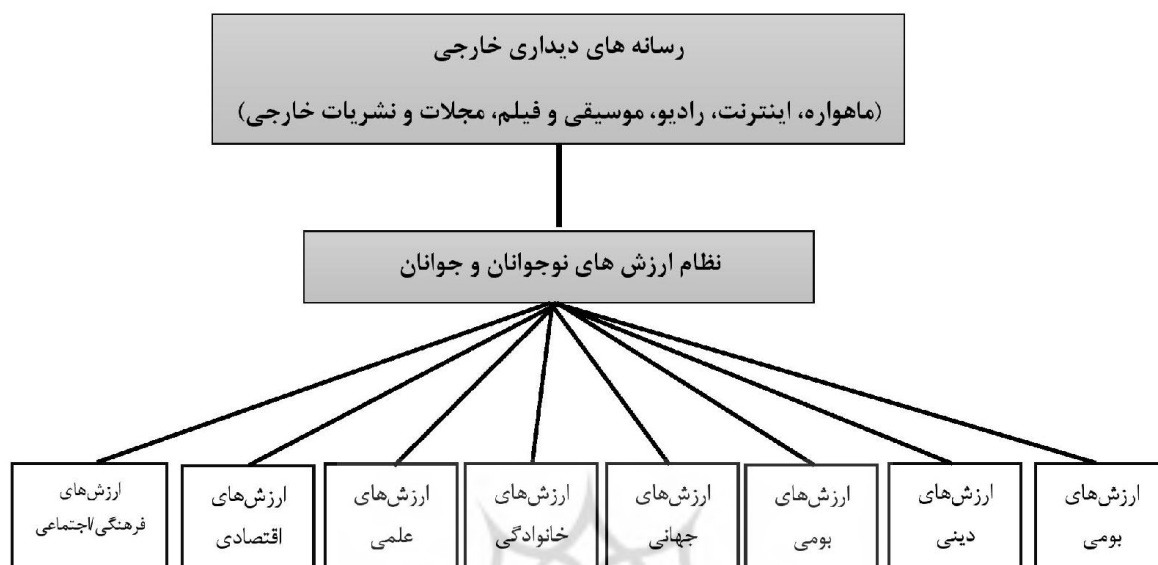 رسانه های دیداری خارجی
(ماهواره، اینترنت، رادیو، موسیقی و فیلم، مجلات و نشریات خارجی)
نظام ارزش های نوجوانان و جوانان
ارزش‌های
بومی
ارزش‌های
دینی
ارزش‌های
بومی
ارزش‌های
جهانی
ارزش‌های
خانوادگی
ارزش‌های
علمی
ارزش‌های
اقتصادی
ارزش‌های
فرهنگی/اجتماعی